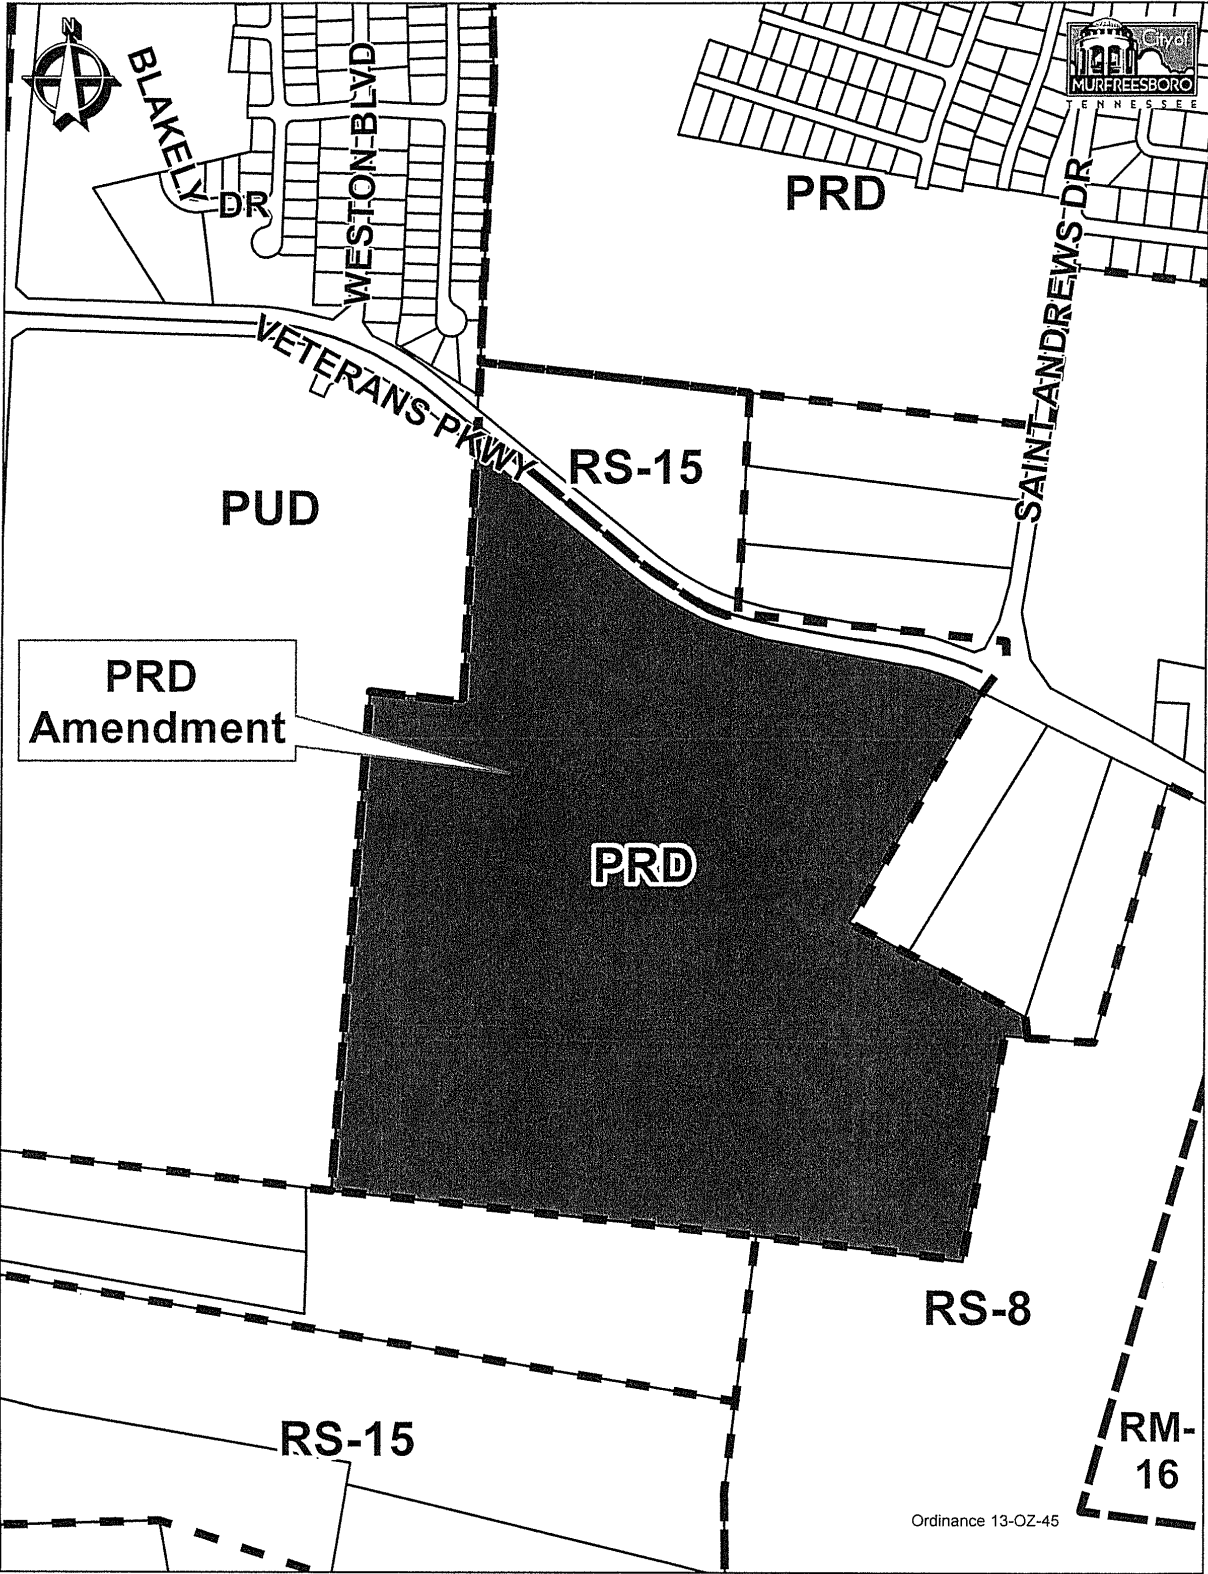 N
City of
MURFREESBORO
TENNESSEE
BLAKELY DR
WESTON BLVD
PRD
SAINT ANDREWS DR
VETERANS PKWY
RS-15
PUD
PRD
Amendment
PRD
RS-8
RS-15
RM-
16
Ordinance 13-OZ-45